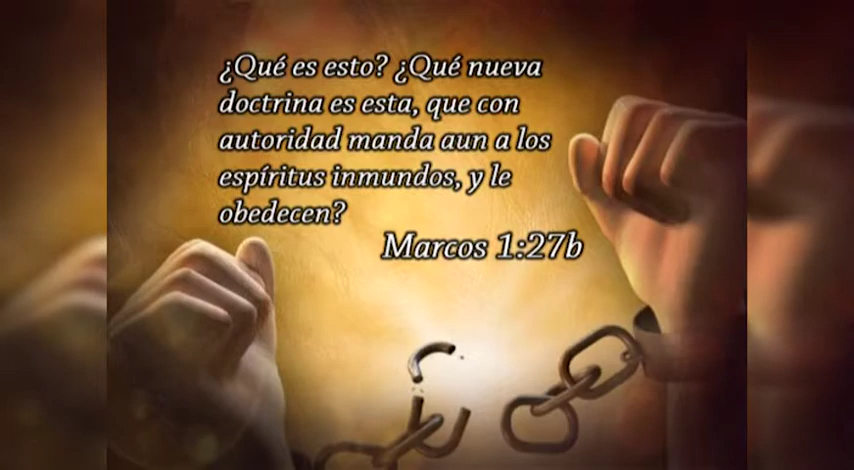 ¿Qué es esto? ¿Qué nueva
doctrina es esta, que con
autoridad manda aun a los
espíritus inmundos, y le
obedecen?
Marcos 1:27b